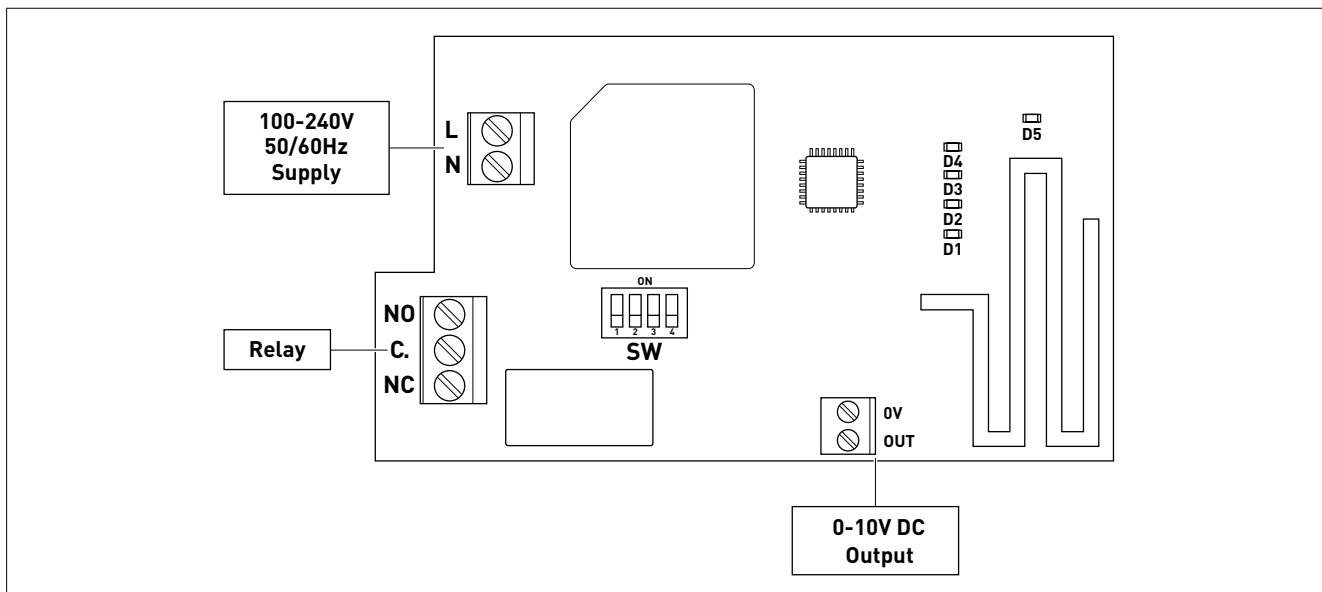 100-240V
50/60Hz
Supply
L
N
D5
D4
D3
D2
D1
ON
1 2 3 4
SW
NO
C.
NC
Relay
0V
OUT
0-10V DC
Output